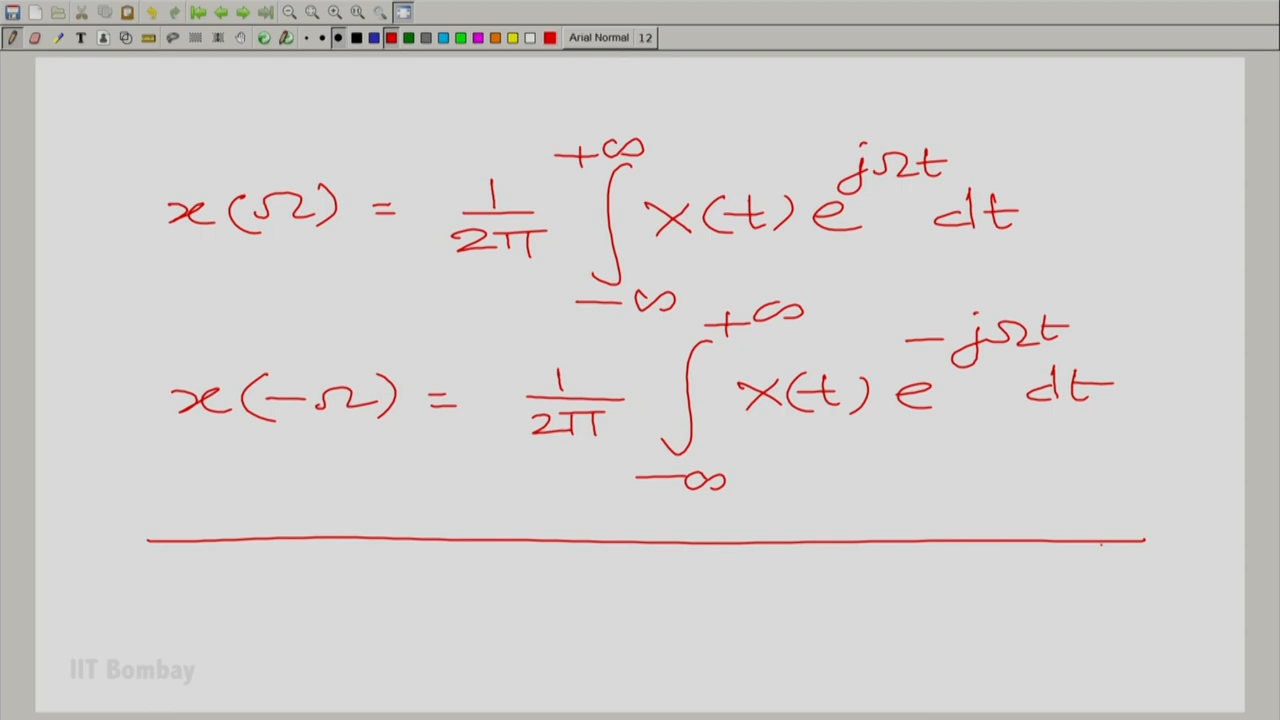 Arial Normal 12
x(Ω) = 1/2π ∫_{-∞}^{+∞} X(t) e^{jΩt} dt
x(-Ω) = 1/2π ∫_{-∞}^{+∞} X(t) e^{-jΩt} dt
IIT Bombay